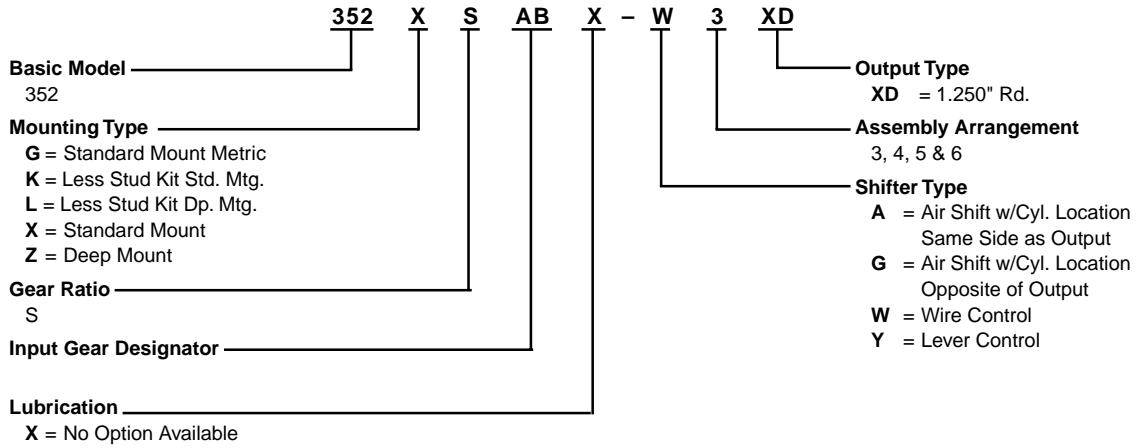 352 X S AB X – W 3 XD
Basic Model
352
Mounting Type
G = Standard Mount Metric
K = Less Stud Kit Std. Mtg.
L = Less Stud Kit Dp. Mtg.
X = Standard Mount
Z = Deep Mount
Gear Ratio
S
Input Gear Designator
Lubrication
X = No Option Available
Output Type
XD = 1.250" Rd.
Assembly Arrangement
3, 4, 5 & 6
Shifter Type
A = Air Shift w/Cyl. Location
Same Side as Output
G = Air Shift w/Cyl. Location
Opposite of Output
W = Wire Control
Y = Lever Control